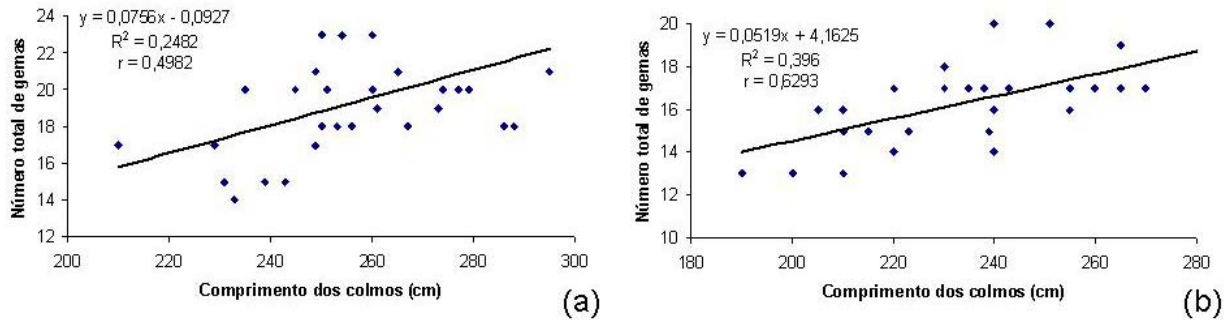 y = 0,0756x - 0,0927
R² = 0,2482
r = 0,4982
Número total de gemas
24
22
20
18
16
14
12
200
220
240
260
280
300
Comprimento dos colmos (cm)
(a)
y = 0,0519x + 4,1625
R² = 0,396
r = 0,6293
Número total de gemas
20
18
16
14
12
10
180
200
220
240
260
280
Comprimento dos colmos (cm)
(b)